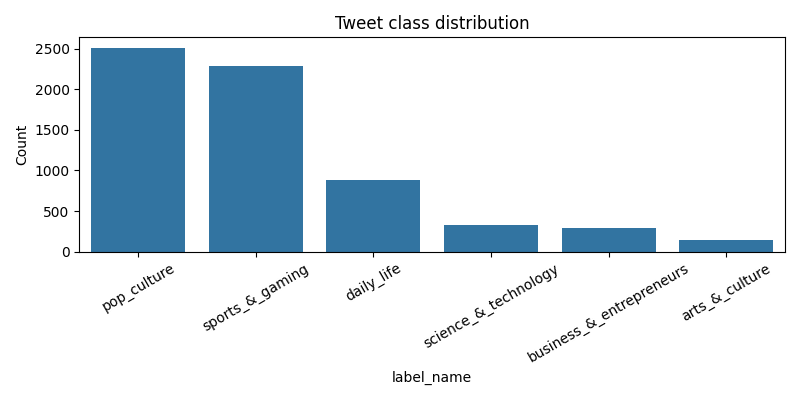 Tweet class distribution
Count
2500
2000
1500
1000
500
0
pop_culture
sports_&_gaming
daily_life
science_&_technology
business_&_entrepreneurs
arts_&_culture
label_name